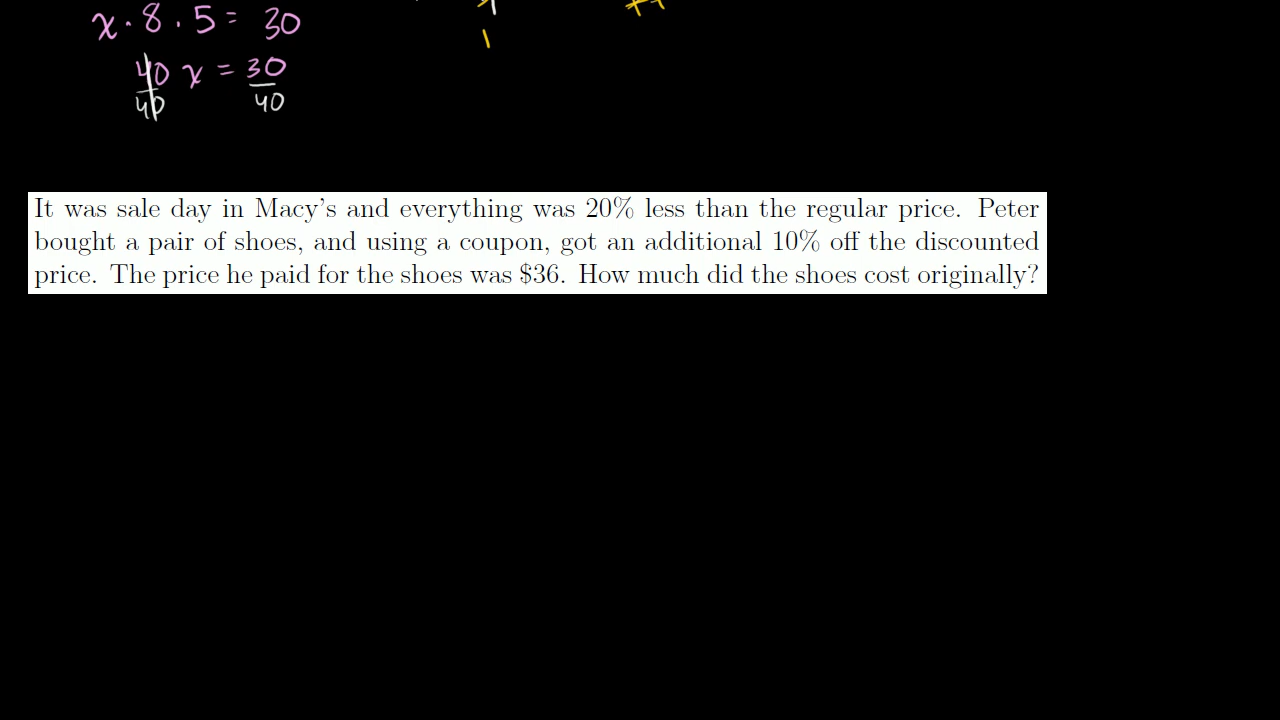 x · 8 · 5 = 30
40 x = 30
40 40
It was sale day in Macy's and everything was 20% less than the regular price. Peter
bought a pair of shoes, and using a coupon, got an additional 10% off the discounted
price. The price he paid for the shoes was $36. How much did the shoes cost originally?